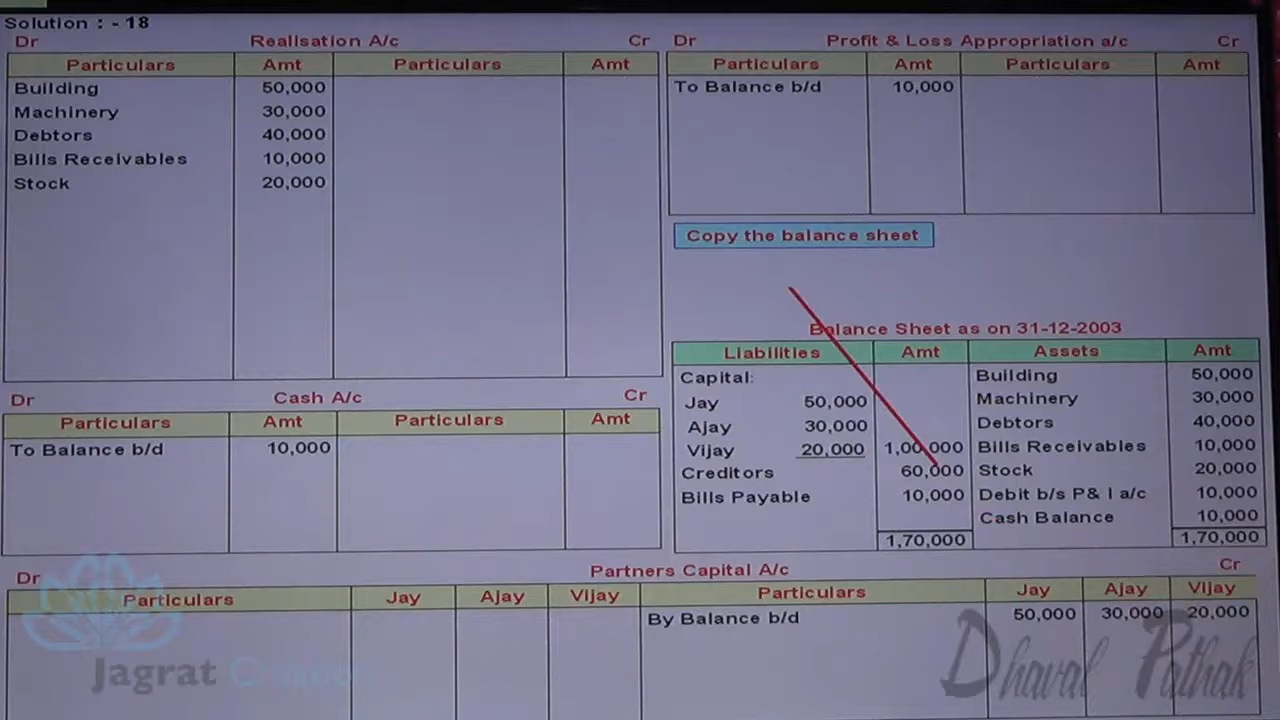 Solution : - 18
Dr Realisation A/c Cr
Particulars Amt Particulars Amt
Building 50,000
Machinery 30,000
Debtors 40,000
Bills Receivables 10,000
Stock 20,000
Dr Profit & Loss Appropriation a/c Cr
Particulars Amt Particulars Amt
To Balance b/d 10,000
Copy the balance sheet
Balance Sheet as on 31-12-2003
Liabilities Amt Assets Amt
Capital: Building 50,000
Jay 50,000 Machinery 30,000
Ajay 30,000 Debtors 40,000
Vijay 20,000 1,00,000 Bills Receivables 10,000
Creditors 60,000 Stock 20,000
Bills Payable 10,000 Debit b/s P& l a/c 10,000
Cash Balance 10,000
1,70,000 1,70,000
Dr Cash A/c Cr
Particulars Amt Particulars Amt
To Balance b/d 10,000
Dr Partners Capital A/c Cr
Particulars Jay Ajay Vijay Particulars Jay Ajay Vijay
By Balance b/d 50,000 30,000 20,000
Jagrat
Dhaval Pathak